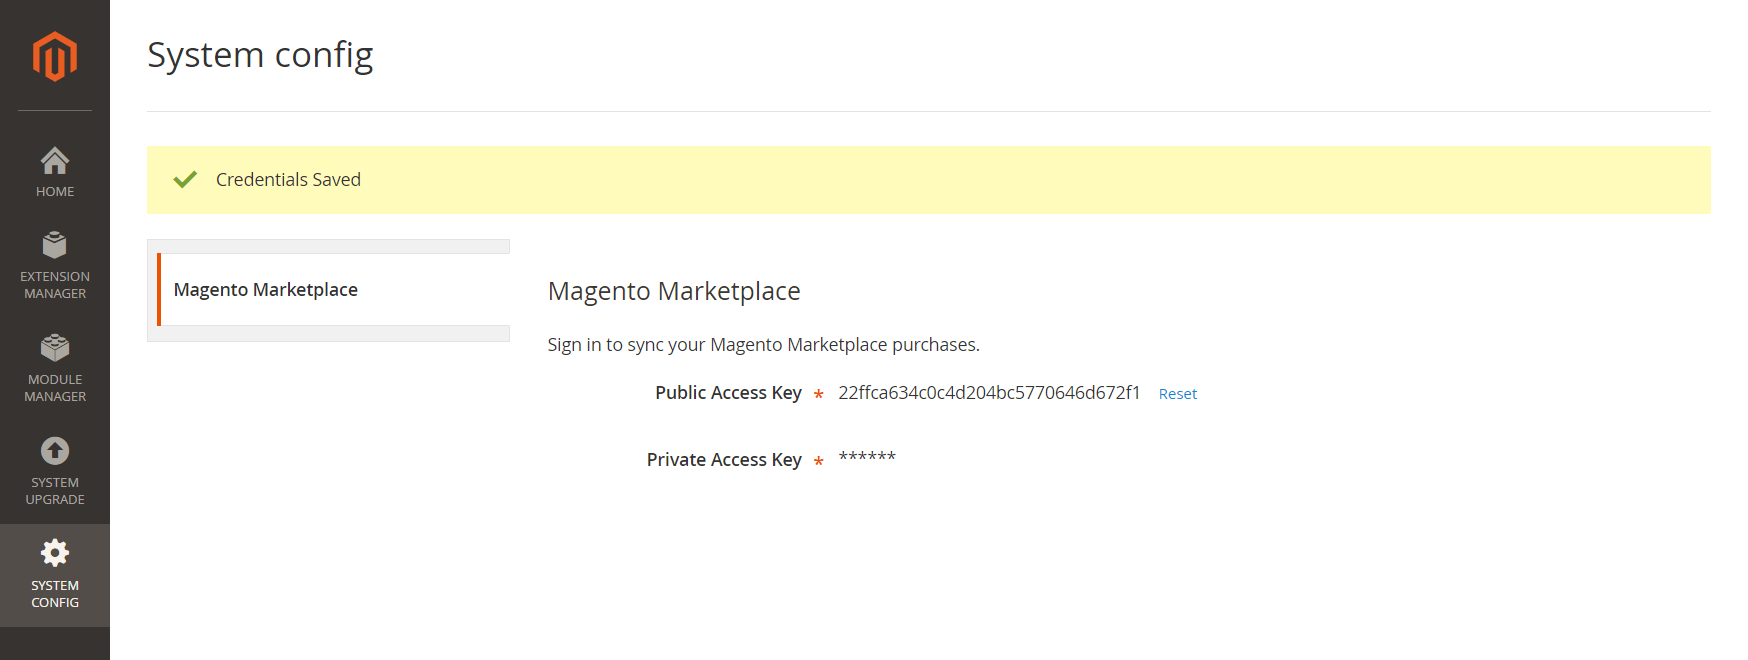 System config
HOME
EXTENSION
MANAGER
MODULE
MANAGER
SYSTEM
UPGRADE
SYSTEM
CONFIG
Credentials Saved
Magento Marketplace
Magento Marketplace
Sign in to sync your Magento Marketplace purchases.
Public Access Key * 22ffca634c0c4d204bc5770646d672f1 Reset
Private Access Key * ******